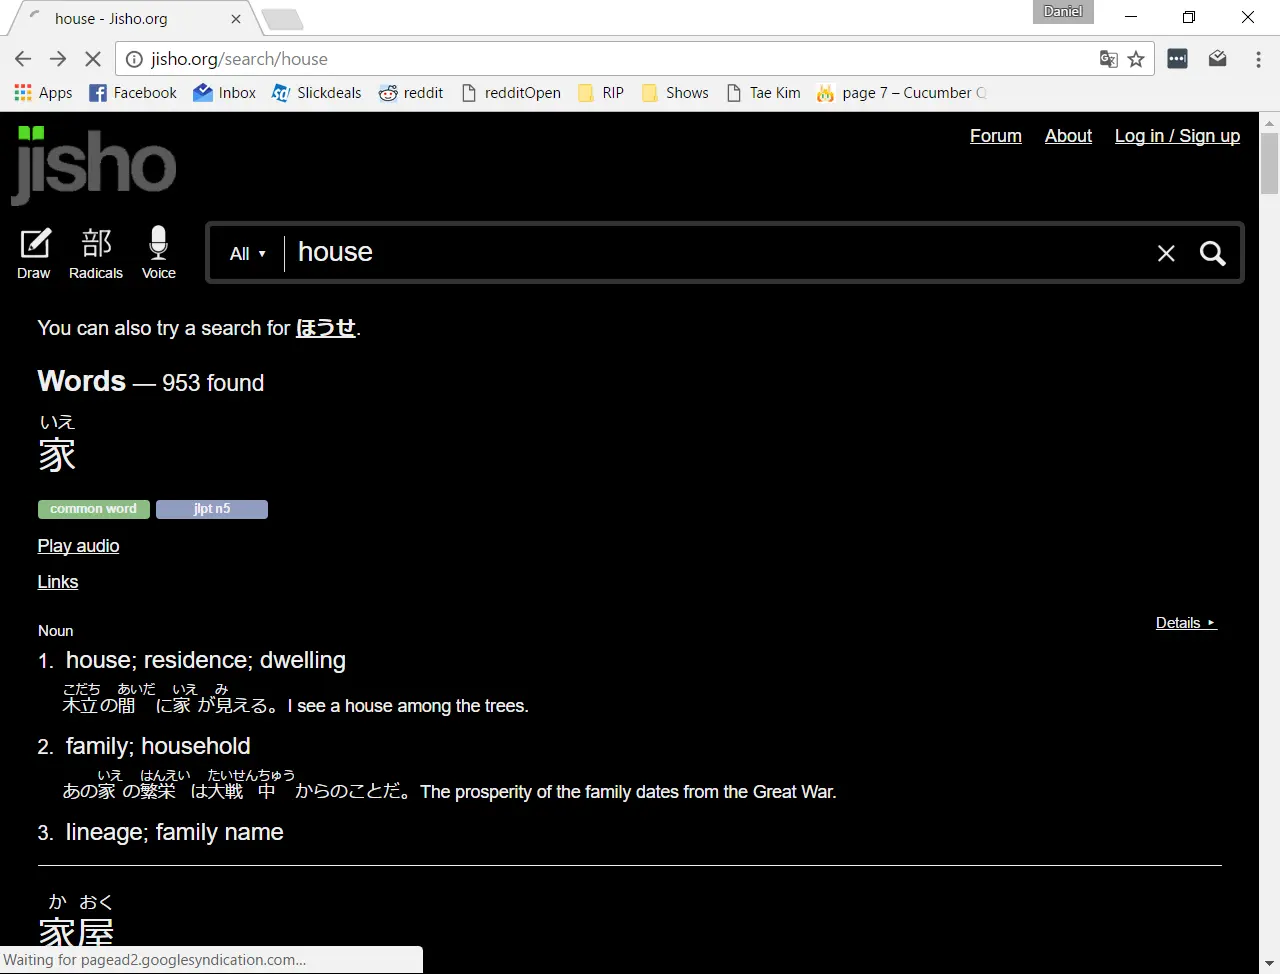 house - Jisho.org
Daniel
jisho.org/search/house
Apps Facebook Inbox Slickdeals reddit redditOpen RIP Shows Tae Kim page 7 – Cucumber Q
jisho
Forum About Log in / Sign up
Draw 部 Radicals Voice
All ▾ house
You can also try a search for ほうせ.
Words — 953 found
いえ
家
common word jlpt n5
Play audio
Links
Details ▸
Noun
1. house; residence; dwelling
こだち あいだ いえ み
木立の間に家が見える。I see a house among the trees.
2. family; household
いえ はんえい たいせんちゅう
あの家の繁栄は大戦中からのことだ。The prosperity of the family dates from the Great War.
3. lineage; family name
か おく
家屋
Waiting for pagead2.googlesyndication.com...